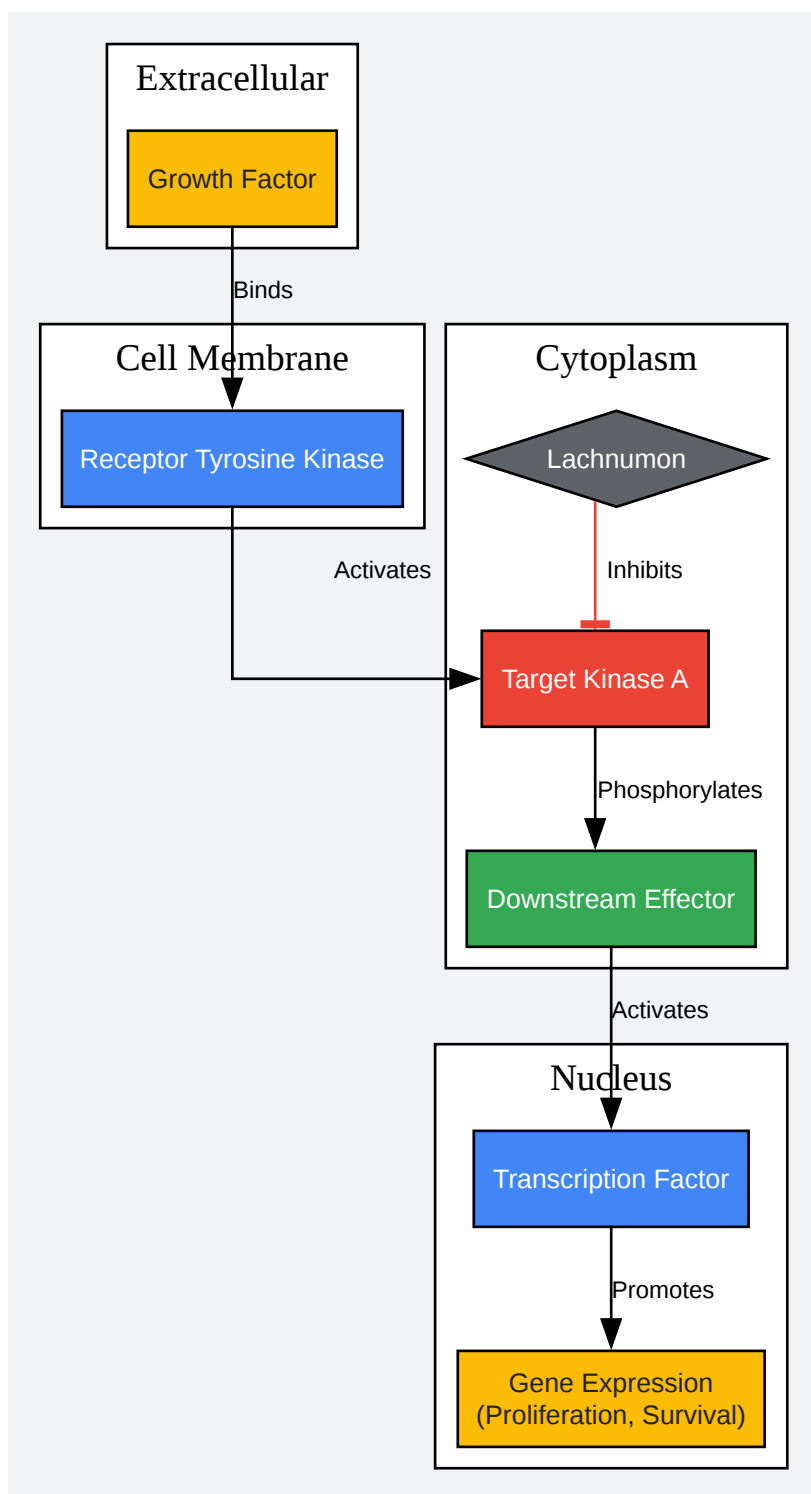 Extracellular
Growth Factor
Binds
Cell Membrane
Receptor Tyrosine Kinase
Cytoplasm
Lachnumon
Activates
Inhibits
Target Kinase A
Phosphorylates
Downstream Effector
Activates
Nucleus
Transcription Factor
Promotes
Gene Expression
(Proliferation, Survival)